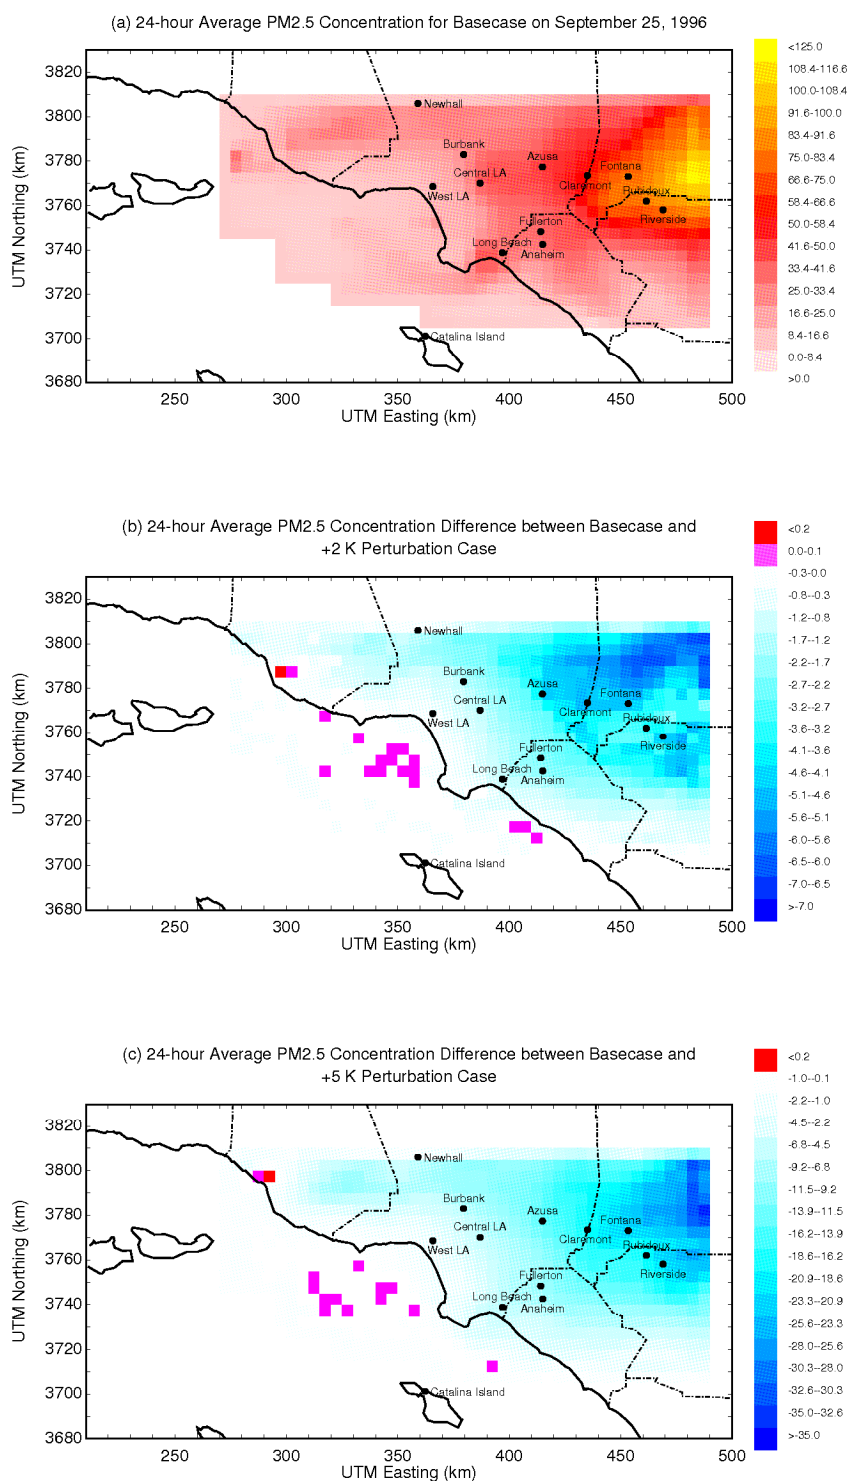 (a) 24-hour Average PM2.5 Concentration for Basecase on September 25, 1996
UTM Northing (km)
3820
3800
3780
3760
3740
3720
3700
3680
Newhall
Burbank
Azusa
Fontana
Central LA
Claremont
West LA
Rubidoux
Riverside
Fullerton
Long Beach
Anaheim
Catalina Island
250
300
350
400
450
500
UTM Easting (km)
<125.0
108.4-116.6
100.0-108.4
91.6-100.0
83.4-91.6
75.0-83.4
66.6-75.0
58.4-66.6
50.0-58.4
41.6-50.0
33.4-41.6
25.0-33.4
16.6-25.0
8.4-16.6
0.0-8.4
>0.0
(b) 24-hour Average PM2.5 Concentration Difference between Basecase and
+2 K Perturbation Case
UTM Northing (km)
3820
3800
3780
3760
3740
3720
3700
3680
Newhall
Burbank
Azusa
Fontana
Central LA
Claremont
West LA
Rubidoux
Riverside
Fullerton
Long Beach
Anaheim
Catalina Island
250
300
350
400
450
500
UTM Easting (km)
<0.2
0.0-0.1
-0.3-0.0
-0.8--0.3
-1.2--0.8
-1.7--1.2
-2.2--1.7
-2.7--2.2
-3.2--2.7
-3.6--3.2
-4.1--3.6
-4.6--4.1
-5.1--4.6
-5.6--5.1
-6.0--5.6
-6.5--6.0
-7.0--6.5
>-7.0
(c) 24-hour Average PM2.5 Concentration Difference between Basecase and
+5 K Perturbation Case
UTM Northing (km)
3820
3800
3780
3760
3740
3720
3700
3680
Newhall
Burbank
Azusa
Fontana
Central LA
Claremont
West LA
Rubidoux
Riverside
Fullerton
Long Beach
Anaheim
Catalina Island
250
300
350
400
450
500
UTM Easting (km)
<0.2
-1.0--0.1
-2.2--1.0
-4.5--2.2
-6.8--4.5
-9.2--6.8
-11.5--9.2
-13.9--11.5
-16.2--13.9
-18.6--16.2
-20.9--18.6
-23.3--20.9
-25.6--23.3
-28.0--25.6
-30.3--28.0
-32.6--30.3
-35.0--32.6
>-35.0